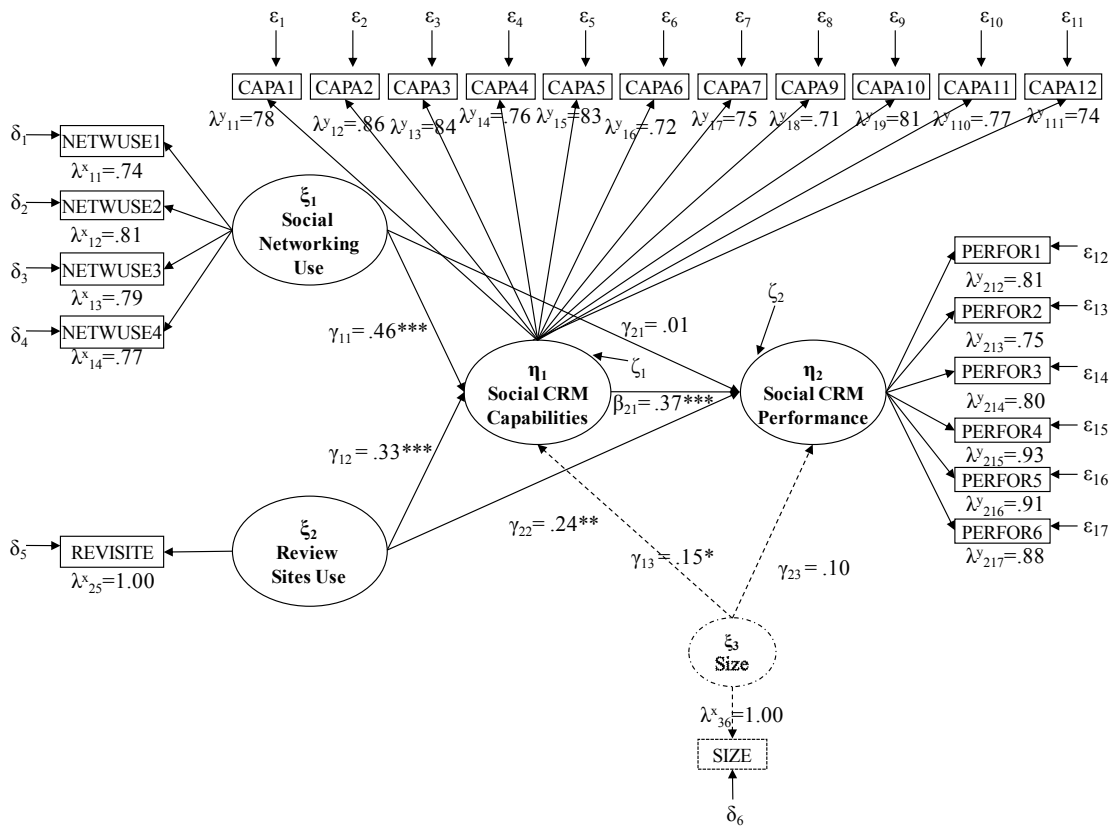 ε₁ ε₂ ε₃ ε₄ ε₅ ε₆ ε₇ ε₈ ε₉ ε₁₀ ε₁₁
CAPA1 CAPA2 CAPA3 CAPA4 CAPA5 CAPA6 CAPA7 CAPA9 CAPA10 CAPA11 CAPA12
λʸ₁₁=78 λʸ₁₂=.86 λʸ₁₃=84 λʸ₁₄=.76 λʸ₁₅=83 λʸ₁₆=.72 λʸ₁₇=75 λʸ₁₈=.71 λʸ₁₉=81 λʸ₁₁₀=.77 λʸ₁₁₁=74
δ₁ NETWUSE1
λˣ₁₁=.74
δ₂ NETWUSE2
λˣ₁₂=.81
δ₃ NETWUSE3
λˣ₁₃=.79
δ₄ NETWUSE4
λˣ₁₄=.77
ξ₁
Social
Networking
Use
γ₁₁= .46***
γ₂₁= .01
ζ₂
ζ₁
η₁
Social CRM
Capabilities
β₂₁= .37***
η₂
Social CRM
Performance
PERFOR1 ε₁₂
λʸ₂₁₂=.81
PERFOR2 ε₁₃
λʸ₂₁₃=.75
PERFOR3 ε₁₄
λʸ₂₁₄=.80
PERFOR4 ε₁₅
λʸ₂₁₅=.93
PERFOR5 ε₁₆
λʸ₂₁₆=.91
PERFOR6 ε₁₇
λʸ₂₁₇=.88
γ₁₂= .33***
γ₂₂= .24**
γ₁₃= .15*
γ₂₃= .10
δ₅ REVISITE
λˣ₂₅=1.00
ξ₂
Review
Sites Use
ξ₃
Size
λˣ₃₆=1.00
SIZE
δ₆